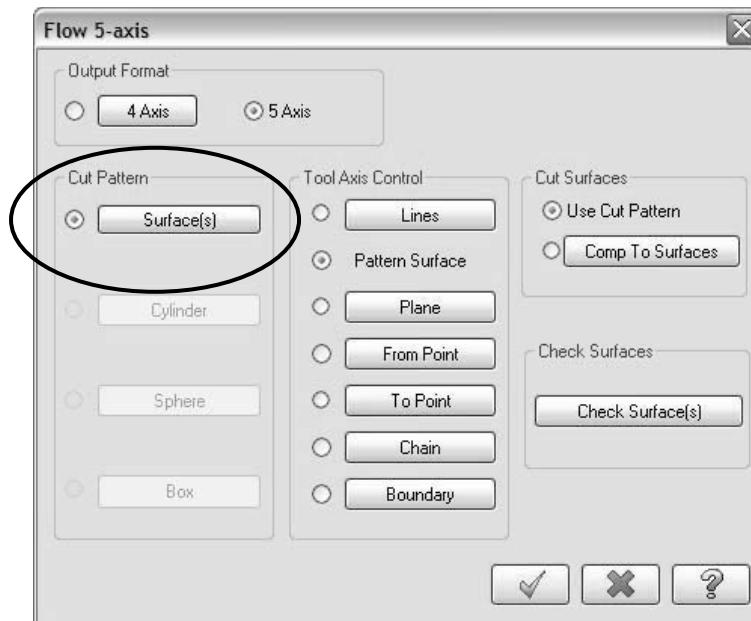 Flow 5-axis
Output Format
4 Axis
5 Axis
Cut Pattern
Surface(s)
Cylinder
Sphere
Box
Tool Axis Control
Lines
Pattern Surface
Plane
From Point
To Point
Chain
Boundary
Cut Surfaces
Use Cut Pattern
Comp To Surfaces
Check Surfaces
Check Surface(s)
?